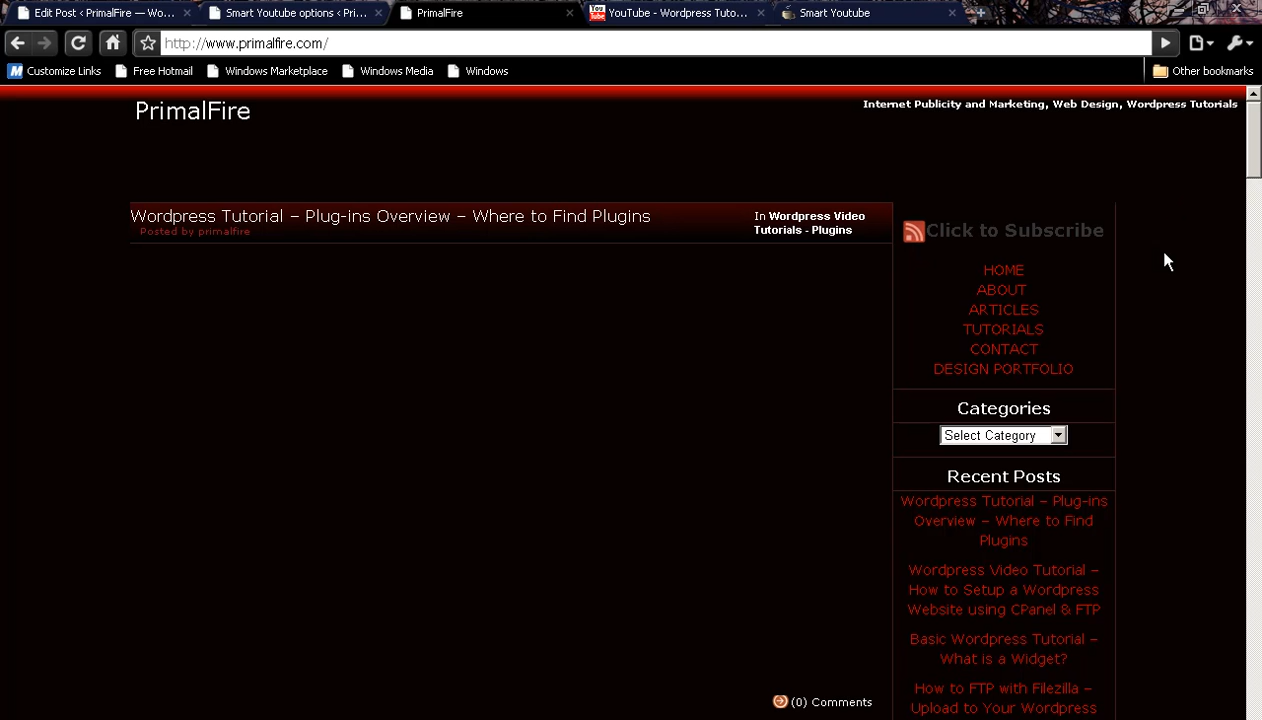 Edit Post ‹ PrimalFire — Wo...
Smart Youtube options ‹ Pri...
PrimalFire
You Tube
YouTube - Wordpress Tuto...
Smart Youtube
http://www.primalfire.com/
M Customize Links
Free Hotmail
Windows Marketplace
Windows Media
Windows
Other bookmarks
PrimalFire
Internet Publicity and Marketing, Web Design, Wordpress Tutorials
Wordpress Tutorial – Plug-ins Overview – Where to Find Plugins
Posted by primalfire
In Wordpress Video
Tutorials - Plugins
Click to Subscribe
HOME
ABOUT
ARTICLES
TUTORIALS
CONTACT
DESIGN PORTFOLIO
Categories
Select Category
Recent Posts
Wordpress Tutorial – Plug-ins
Overview – Where to Find
Plugins
Wordpress Video Tutorial –
How to Setup a Wordpress
Website using CPanel & FTP
Basic Wordpress Tutorial –
What is a Widget?
How to FTP with Filezilla –
Upload to Your Wordpress
(0) Comments